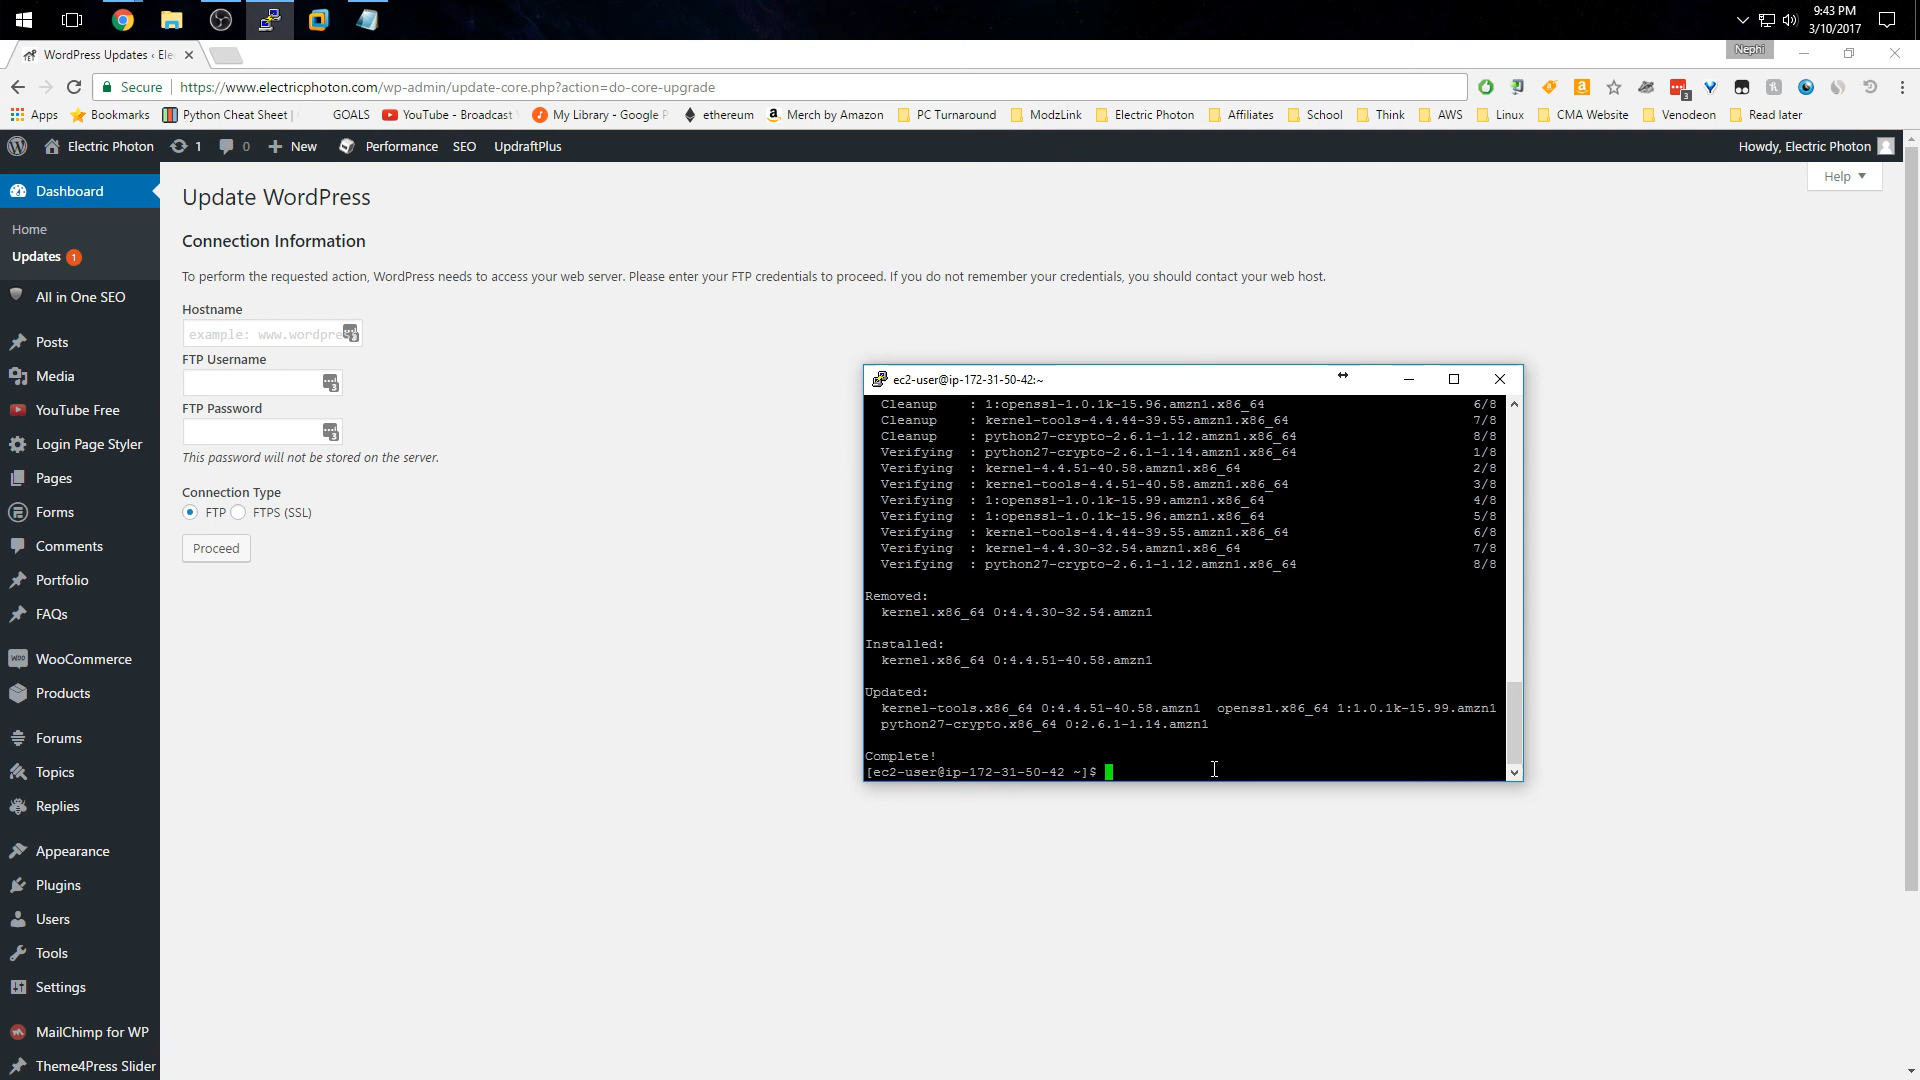 9:43 PM
3/10/2017
WordPress Updates ‹ Ele
Nephi
Secure
https://www.electricphoton.com/wp-admin/update-core.php?action=do-core-upgrade
Apps
Bookmarks
Python Cheat Sheet |
GOALS
YouTube - Broadcast
My Library - Google P
ethereum
Merch by Amazon
PC Turnaround
ModzLink
Electric Photon
Affiliates
School
Think
AWS
Linux
CMA Website
Venodeon
Read later
Electric Photon
1
0
New
Performance
SEO
UpdraftPlus
Howdy, Electric Photon
Help
Dashboard
Home
Updates 1
All in One SEO
Posts
Media
YouTube Free
Login Page Styler
Pages
Forms
Comments
Portfolio
FAQs
WooCommerce
Products
Forums
Topics
Replies
Appearance
Plugins
Users
Tools
Settings
MailChimp for WP
Theme4Press Slider
Update WordPress
Connection Information
To perform the requested action, WordPress needs to access your web server. Please enter your FTP credentials to proceed. If you do not remember your credentials, you should contact your web host.
Hostname
example: www.wordpre
FTP Username
FTP Password
This password will not be stored on the server.
Connection Type
FTP FTPS (SSL)
Proceed
ec2-user@ip-172-31-50-42:~
Cleanup : 1:openssl-1.0.1k-15.96.amzn1.x86_64 6/8
Cleanup : kernel-tools-4.4.44-39.55.amzn1.x86_64 7/8
Cleanup : python27-crypto-2.6.1-1.12.amzn1.x86_64 8/8
Verifying : python27-crypto-2.6.1-1.14.amzn1.x86_64 1/8
Verifying : kernel-4.4.51-40.58.amzn1.x86_64 2/8
Verifying : kernel-tools-4.4.51-40.58.amzn1.x86_64 3/8
Verifying : 1:openssl-1.0.1k-15.99.amzn1.x86_64 4/8
Verifying : 1:openssl-1.0.1k-15.96.amzn1.x86_64 5/8
Verifying : kernel-tools-4.4.44-39.55.amzn1.x86_64 6/8
Verifying : kernel-4.4.30-32.54.amzn1.x86_64 7/8
Verifying : python27-crypto-2.6.1-1.12.amzn1.x86_64 8/8
Removed:
kernel.x86_64 0:4.4.30-32.54.amzn1
Installed:
kernel.x86_64 0:4.4.51-40.58.amzn1
Updated:
kernel-tools.x86_64 0:4.4.51-40.58.amzn1 openssl.x86_64 1:1.0.1k-15.99.amzn1
python27-crypto.x86_64 0:2.6.1-1.14.amzn1
Complete!
[ec2-user@ip-172-31-50-42 ~]$